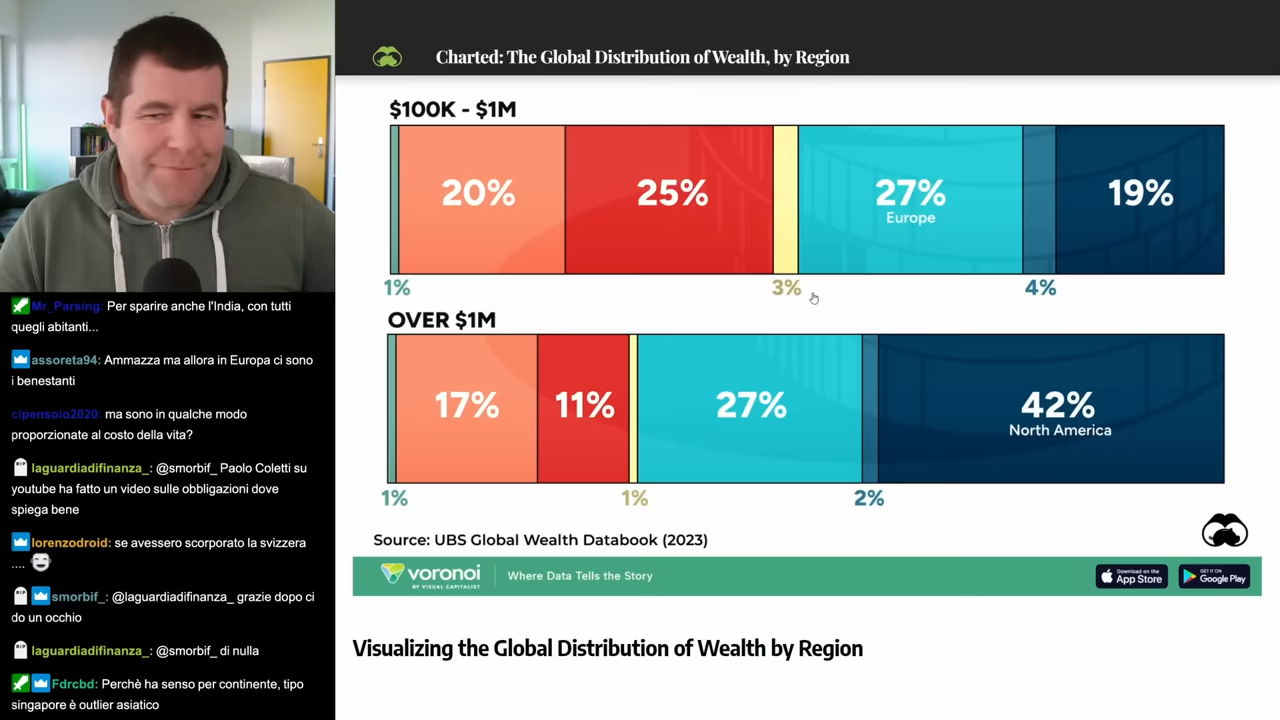 Charted: The Global Distribution of Wealth, by Region
$100K - $1M
20%
25%
27%
Europe
19%
1%
3%
4%
OVER $1M
17%
11%
27%
42%
North America
1%
1%
2%
Source: UBS Global Wealth Databook (2023)
voronoi
BY VISUAL CAPITALIST
Where Data Tells the Story
Download on the
App Store
GET IT ON
Google Play
Visualizing the Global Distribution of Wealth by Region
Mr_Parsing: Per sparire anche l'India, con tutti
quegli abitanti...
assoreta94: Ammazza ma allora in Europa ci sono
i benestanti
cipensoio2020: ma sono in qualche modo
proporzionate al costo della vita?
laguardiadifinanza_: @smorbif_ Paolo Coletti su
youtube ha fatto un video sulle obbligazioni dove
spiega bene
lorenzodroid: se avessero scorporato la svizzera
....
smorbif_: @laguardiadifinanza_ grazie dopo ci
do un occhio
laguardiadifinanza_: @smorbif_ di nulla
Fdrcbd: Perchè ha senso per continente, tipo
singapore è outlier asiatico